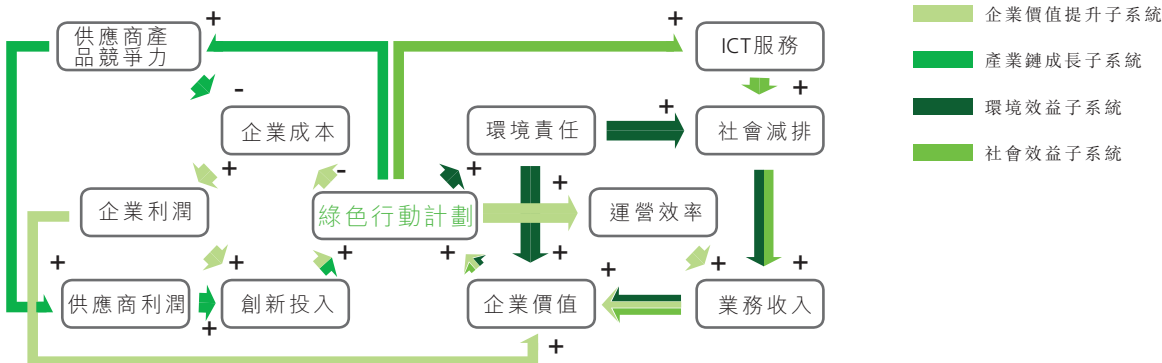 供應商產
品競爭力
ICT服務
企業價值提升子系統
產業鏈成長子系統
環境效益子系統
社會效益子系統
+
+
-
+
+
企業成本
環境責任
社會減排
+
-
+
+
企業利潤
綠色行動計劃
運營效率
+
+
+
+
+
+
+
+
+
供應商利潤
創新投入
企業價值
業務收入
+
+